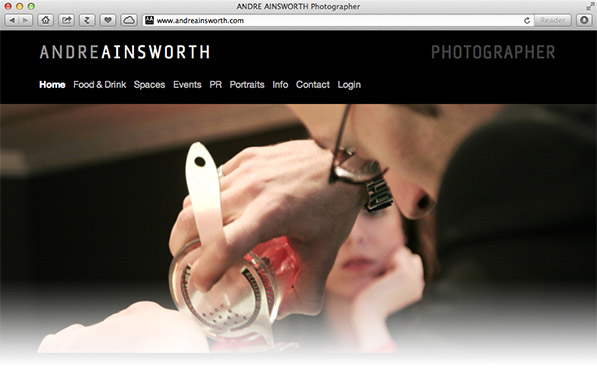 ANDRE AINSWORTH Photographer
www.andreainsworth.com
Reader
ANDREAINSWORTH PHOTOGRAPHER
Home Food & Drink Spaces Events PR Portraits Info Contact Login